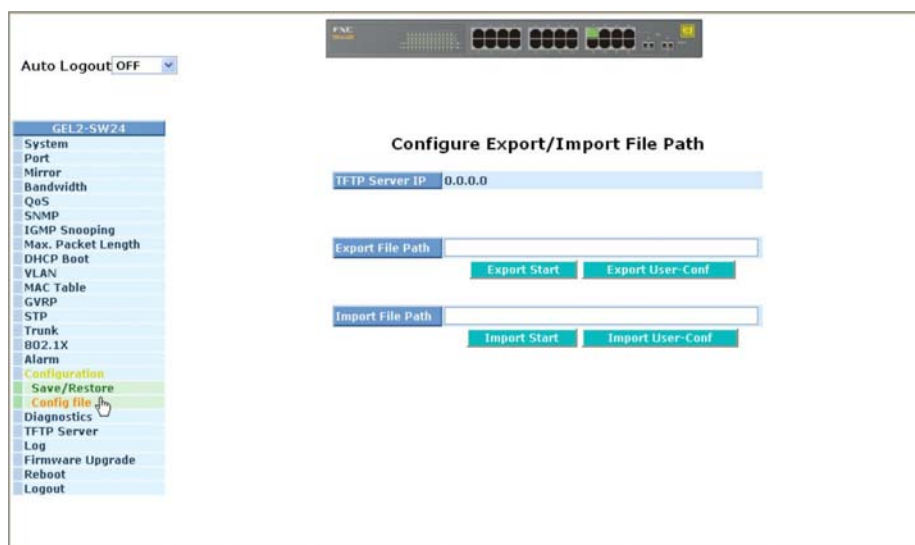 Auto Logout OFF
GEL2-SW24
System
Port
Mirror
Bandwidth
QoS
SNMP
IGMP Snooping
Max. Packet Length
DHCP Boot
VLAN
MAC Table
GVRP
STP
Trunk
802.1X
Alarm
Configuration
Save/Restore
Config file
Diagnostics
TFTP Server
Log
Firmware Upgrade
Reboot
Logout
Configure Export/Import File Path
TFTP Server IP 0.0.0.0
Export File Path
Export Start Export User-Conf
Import File Path
Import Start Import User-Conf